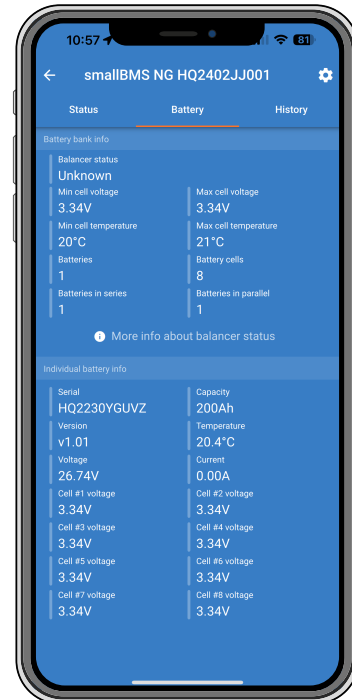 10:57 81
smallBMS NG HQ2402JJ001
Status Battery History
Battery bank info
Balancer status
Unknown
Min cell voltage Max cell voltage
3.34V 3.34V
Min cell temperature Max cell temperature
20°C 21°C
Batteries Battery cells
1 8
Batteries in series Batteries in parallel
1 1
More info about balancer status
Individual battery info
Serial Capacity
HQ2230YGUVZ 200Ah
Version Temperature
v1.01 20.4°C
Voltage Current
26.74V 0.00A
Cell #1 voltage Cell #2 voltage
3.34V 3.34V
Cell #3 voltage Cell #4 voltage
3.34V 3.34V
Cell #5 voltage Cell #6 voltage
3.34V 3.34V
Cell #7 voltage Cell #8 voltage
3.34V 3.34V